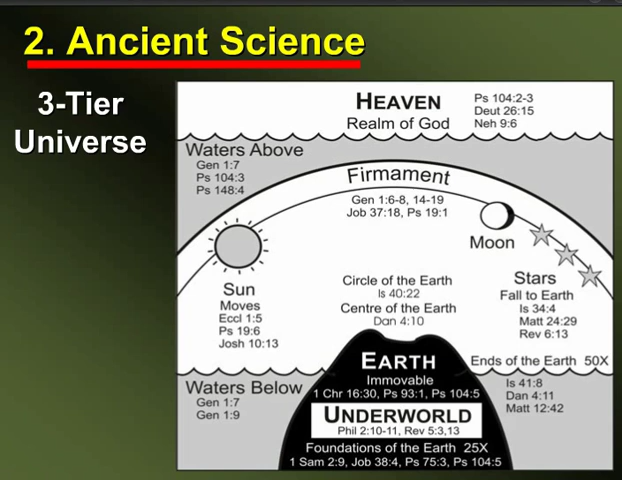 2. Ancient Science
3-Tier
Universe
HEAVEN
Realm of God
Ps 104:2-3
Deut 26:15
Neh 9:6
Waters Above
Gen 1:7
Ps 104:3
Ps 148:4
Firmament
Gen 1:6-8, 14-19
Job 37:18, Ps 19:1
Sun
Moves
Eccl 1:5
Ps 19:6
Josh 10:13
Moon
Stars
Fall to Earth
Is 34:4
Matt 24:29
Rev 6:13
Circle of the Earth
Is 40:22
Centre of the Earth
Dan 4:10
EARTH
Immovable
1 Chr 16:30, Ps 93:1, Ps 104:5
Ends of the Earth 50X
Is 41:8
Dan 4:11
Matt 12:42
Waters Below
Gen 1:7
Gen 1:9
UNDERWORLD
Phil 2:10-11, Rev 5:3,13
Foundations of the Earth 25X
1 Sam 2:9, Job 38:4, Ps 75:3, Ps 104:5